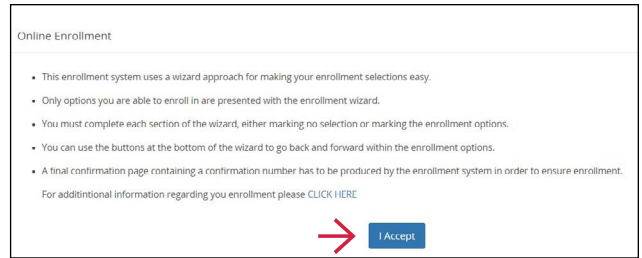 Online Enrollment
• This enrollment system uses a wizard approach for making your enrollment selections easy.
• Only options you are able to enroll in are presented with the enrollment wizard.
• You must complete each section of the wizard, either marking no selection or marking the enrollment options.
• You can use the buttons at the bottom of the wizard to go back and forward within the enrollment options.
• A final confirmation page containing a confirmation number has to be produced by the enrollment system in order to ensure enrollment.
For additintional information regarding you enrollment please CLICK HERE
I Accept